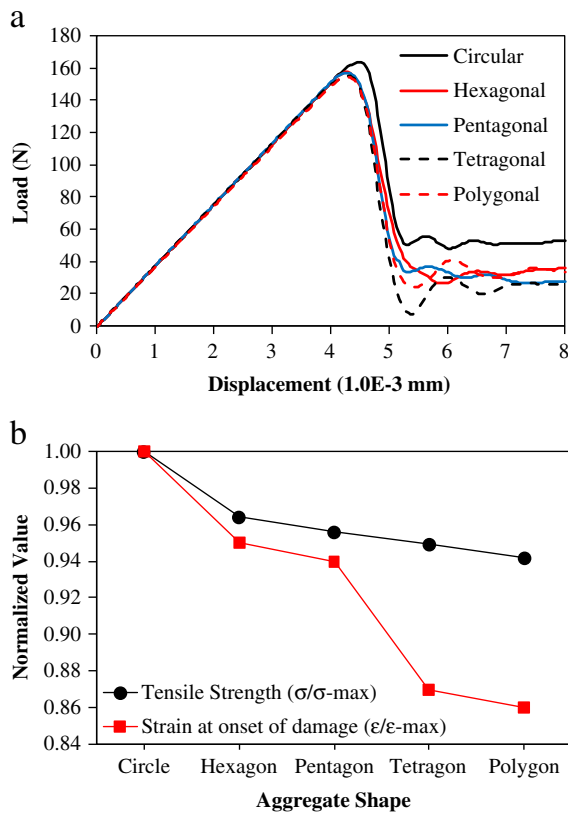 a
180
160
140
120
100
80
60
40
20
0
Load (N)
Circular
Hexagonal
Pentagonal
Tetragonal
Polygonal
0 1 2 3 4 5 6 7 8
Displacement (1.0E-3 mm)
b
1.00
0.98
0.96
0.94
0.92
0.90
0.88
0.86
0.84
Normalized Value
Tensile Strength (σ/σ-max)
Strain at onset of damage (ε/ε-max)
Circle Hexagon Pentagon Tetragon Polygon
Aggregate Shape